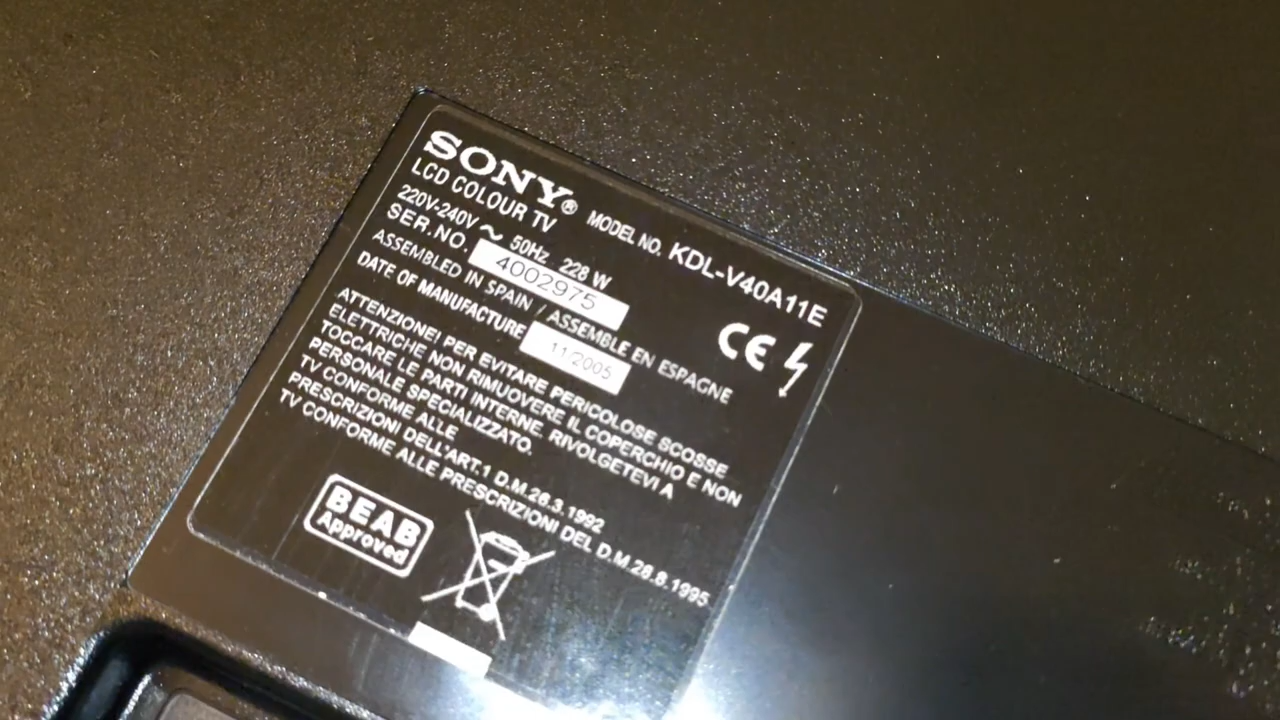 SONY®
LCD COLOUR TV MODEL NO. KDL-V40A11E
220V-240V ~ 50Hz 228 W
SER.NO. 4002975
ASSEMBLED IN SPAIN / ASSEMBLE EN ESPAGNE
DATE OF MANUFACTURE 11/2005
CE
ATTENZIONE! PER EVITARE PERICOLOSE SCOSSE
ELETTRICHE NON RIMUOVERE IL COPERCHIO E NON
TOCCARE LE PARTI INTERNE. RIVOLGETEVI A
PERSONALE SPECIALIZZATO.
TV CONFORME ALLE
PRESCRIZIONI DELL'ART.1 D.M.26.3.1992
TV CONFORME ALLE PRESCRIZIONI DEL D.M.26.8.1995
BEAB
Approved